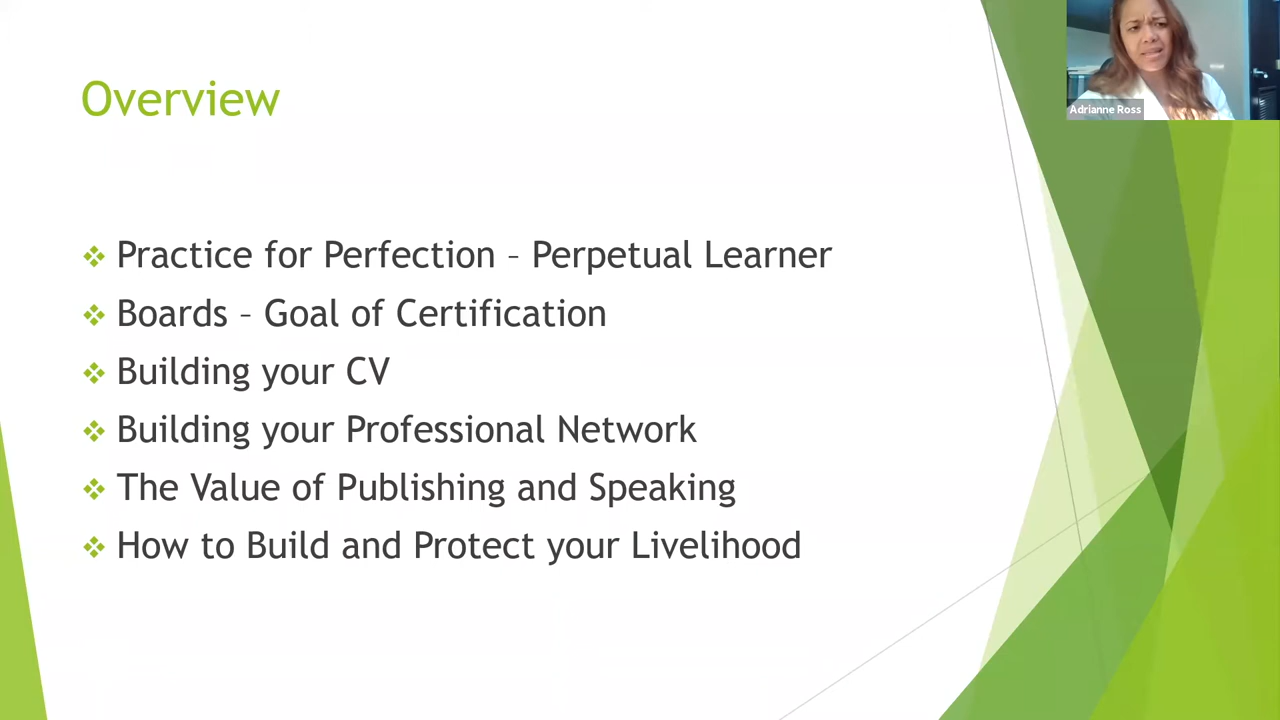 Overview
Adrianne Ross
Practice for Perfection – Perpetual Learner
Boards – Goal of Certification
Building your CV
Building your Professional Network
The Value of Publishing and Speaking
How to Build and Protect your Livelihood